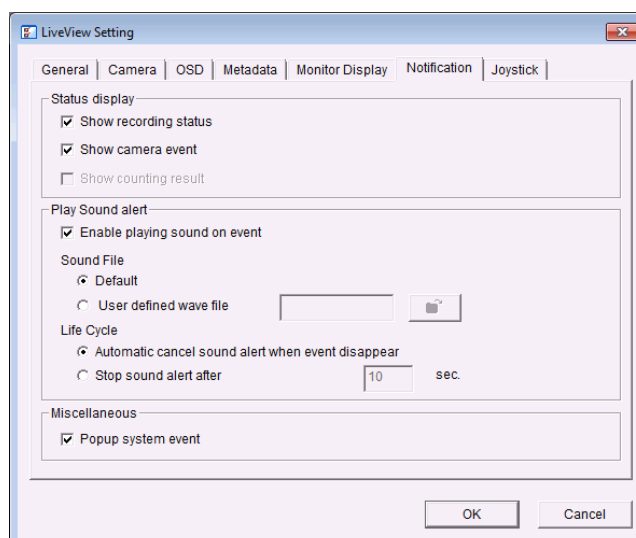 LiveView Setting
General Camera OSD Metadata Monitor Display Notification Joystick
Status display
Show recording status
Show camera event
Show counting result
Play Sound alert
Enable playing sound on event
Sound File
Default
User defined wave file
Life Cycle
Automatic cancel sound alert when event disappear
Stop sound alert after 10 sec.
Miscellaneous
Popup system event
OK Cancel